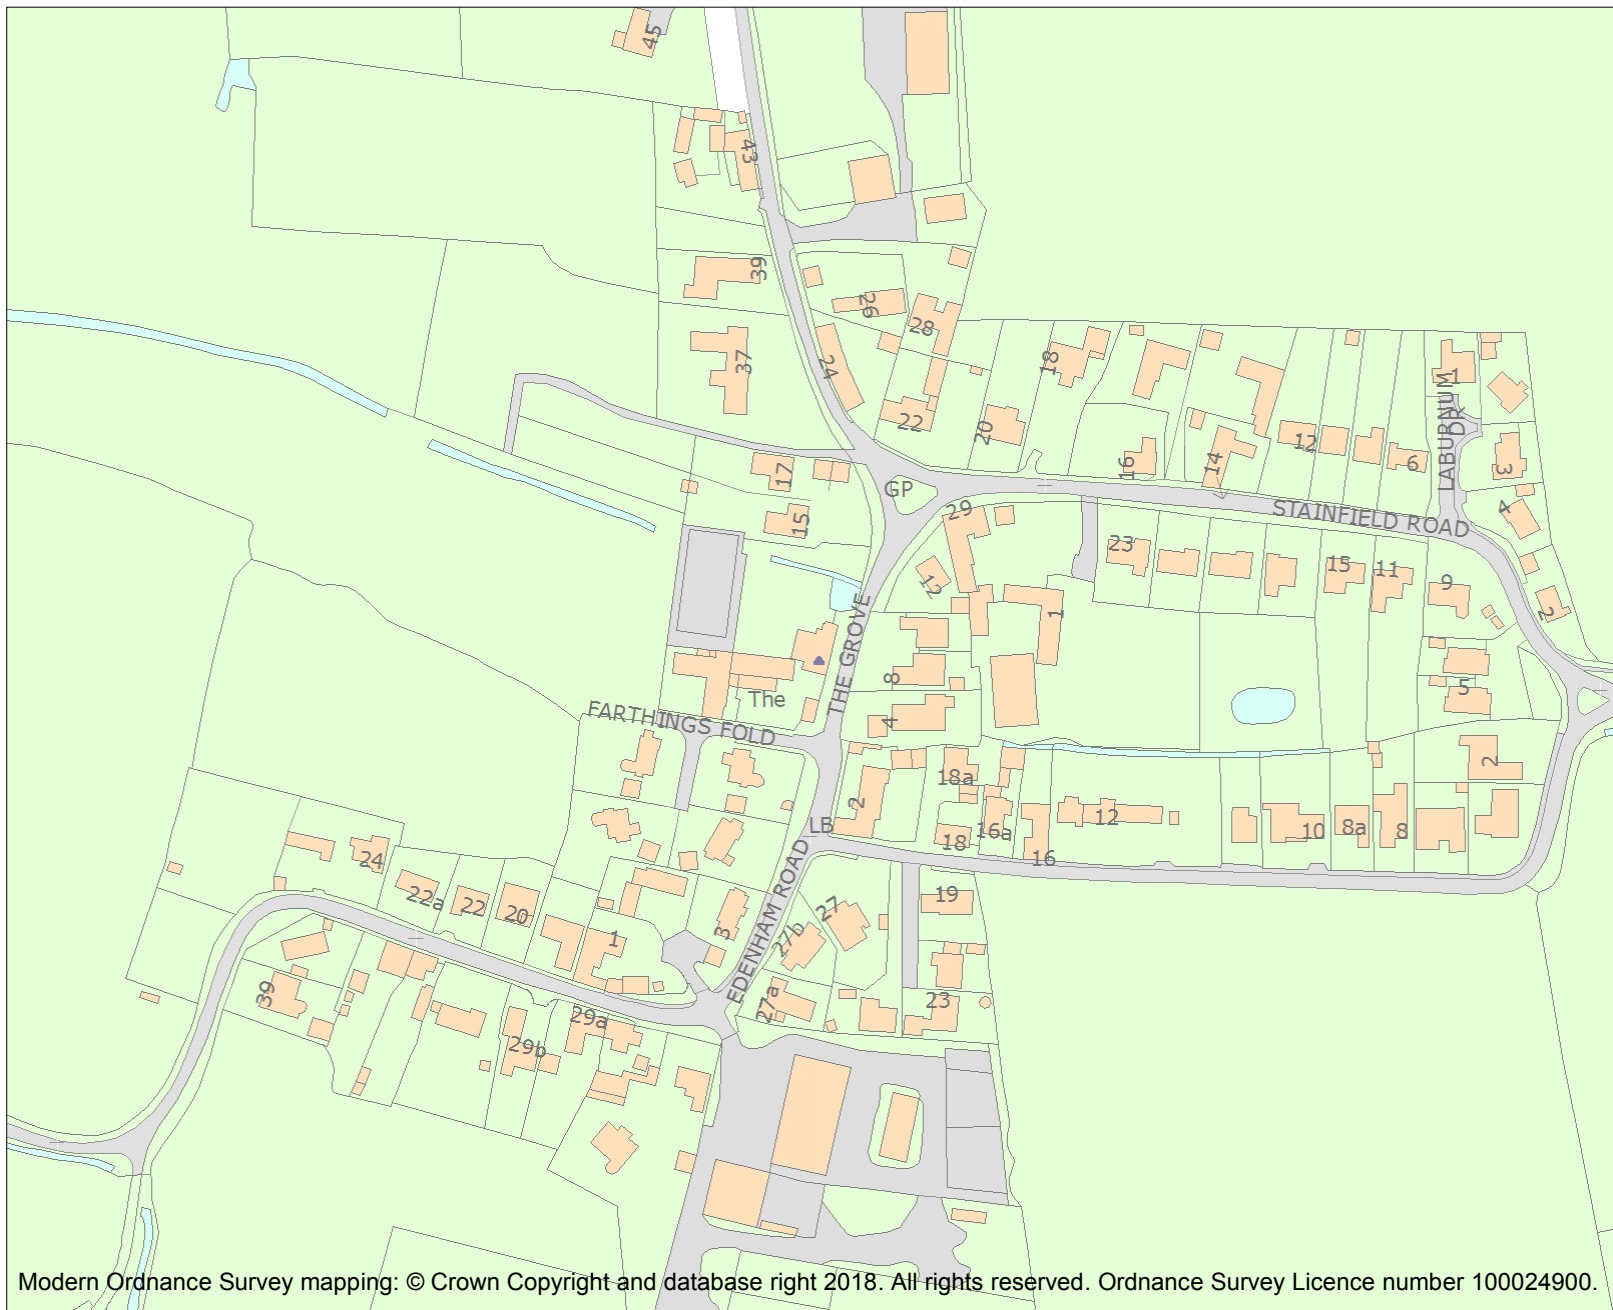 45
43
39
26
28
24
37
18
1
22
20
12
6
LABURNUM
DR
16
14
3
17
GP
15
29
STAINFIELD ROAD
4
23
12
15
11
9
2
1
THE GROVE
8
5
The
4
FARTHINGS FOLD
2
18a
2
LB
18
16a
12
16
10
8a
8
24
22a
22
20
1
3
EDENHAM ROAD
27b
27
19
39
27a
23
29a
29b
Modern Ordnance Survey mapping: © Crown Copyright and database right 2018. All rights reserved. Ordnance Survey Licence number 100024900.